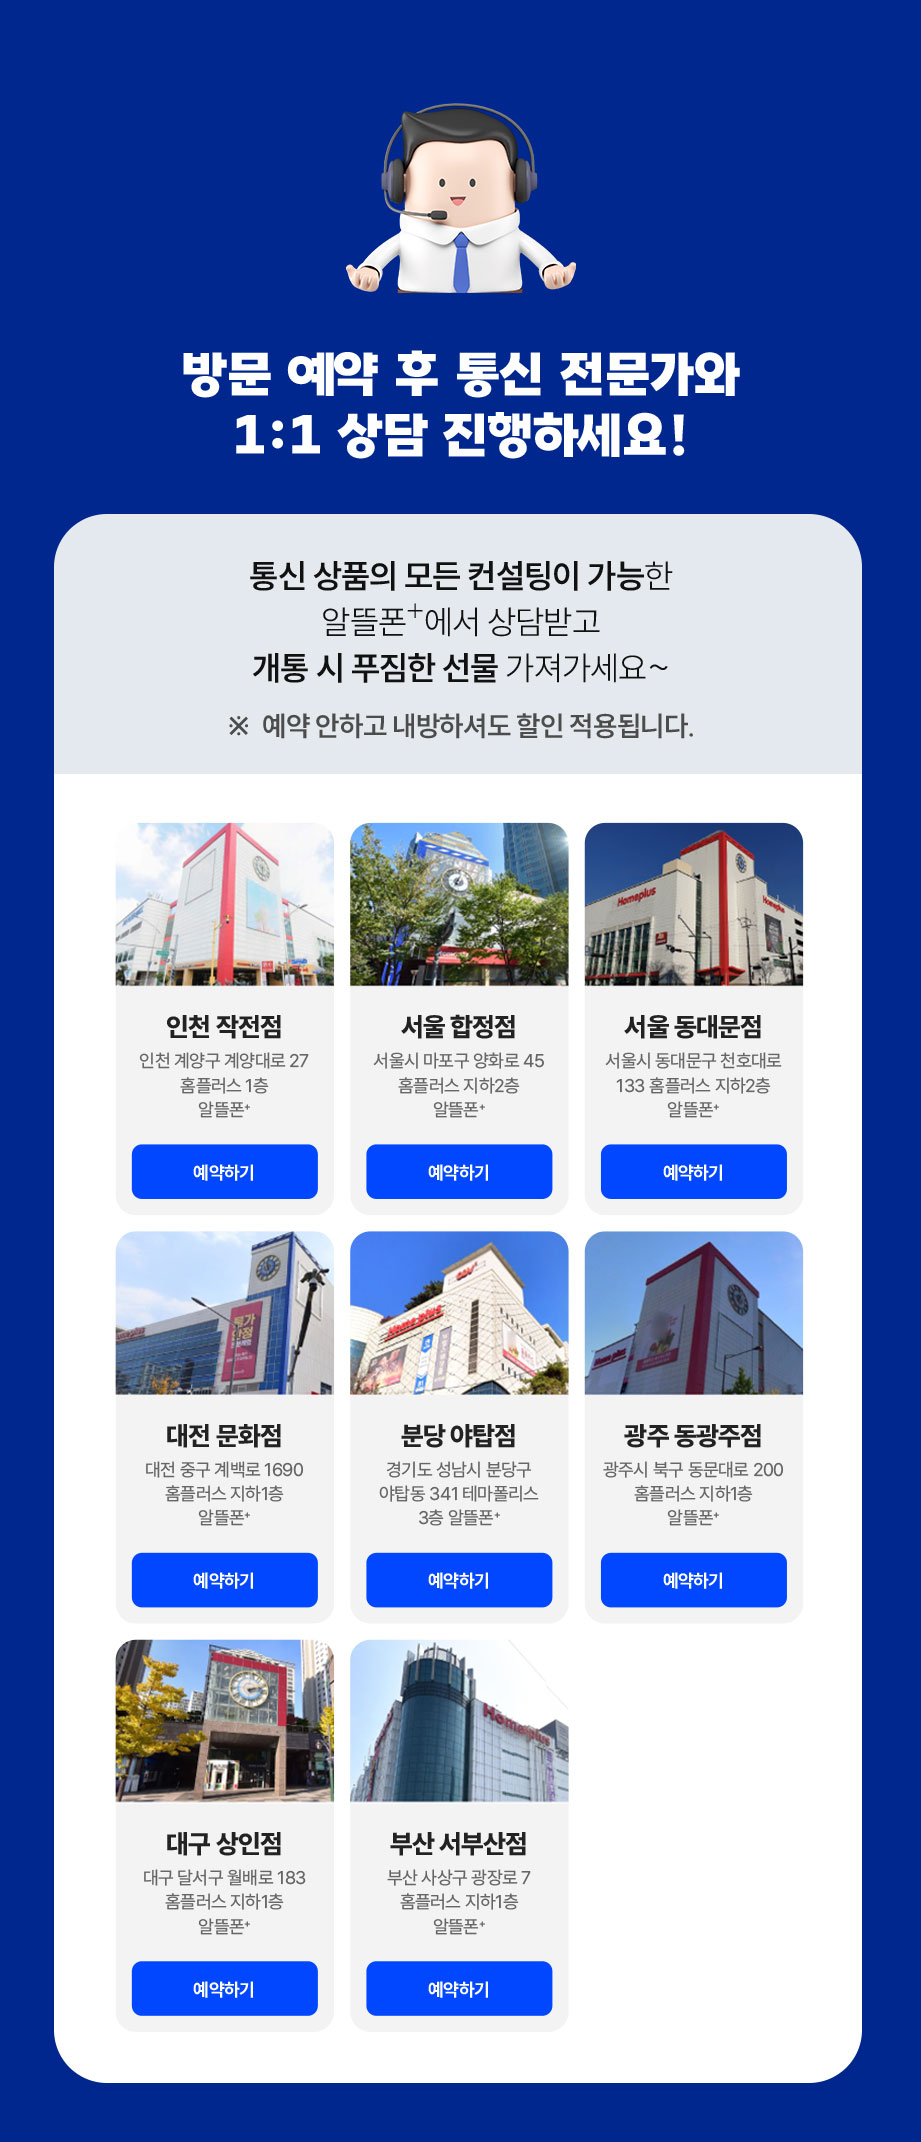 방문 예약 후 통신 전문가와
1:1 상담 진행하세요!
통신 상품의 모든 컨설팅이 가능한
알뜰폰⁺에서 상담받고
개통 시 푸짐한 선물 가져가세요~
※ 예약 안하고 내방하셔도 할인 적용됩니다.
Homeplus
Homeplus
인천 작전점
인천 계양구 계양대로 27
홈플러스 1층
알뜰폰⁺
예약하기
서울 합정점
서울시 마포구 양화로 45
홈플러스 지하2층
알뜰폰⁺
예약하기
서울 동대문점
서울시 동대문구 천호대로
133 홈플러스 지하2층
알뜰폰⁺
예약하기
CGV
Home plus
Home plus
대전 문화점
대전 중구 계백로 1690
홈플러스 지하1층
알뜰폰⁺
예약하기
분당 야탑점
경기도 성남시 분당구
야탑동 341 테마폴리스
3층 알뜰폰⁺
예약하기
광주 동광주점
광주시 북구 동문대로 200
홈플러스 지하1층
알뜰폰⁺
예약하기
Homeplus
대구 상인점
대구 달서구 월배로 183
홈플러스 지하1층
알뜰폰⁺
예약하기
부산 서부산점
부산 사상구 광장로 7
홈플러스 지하1층
알뜰폰⁺
예약하기